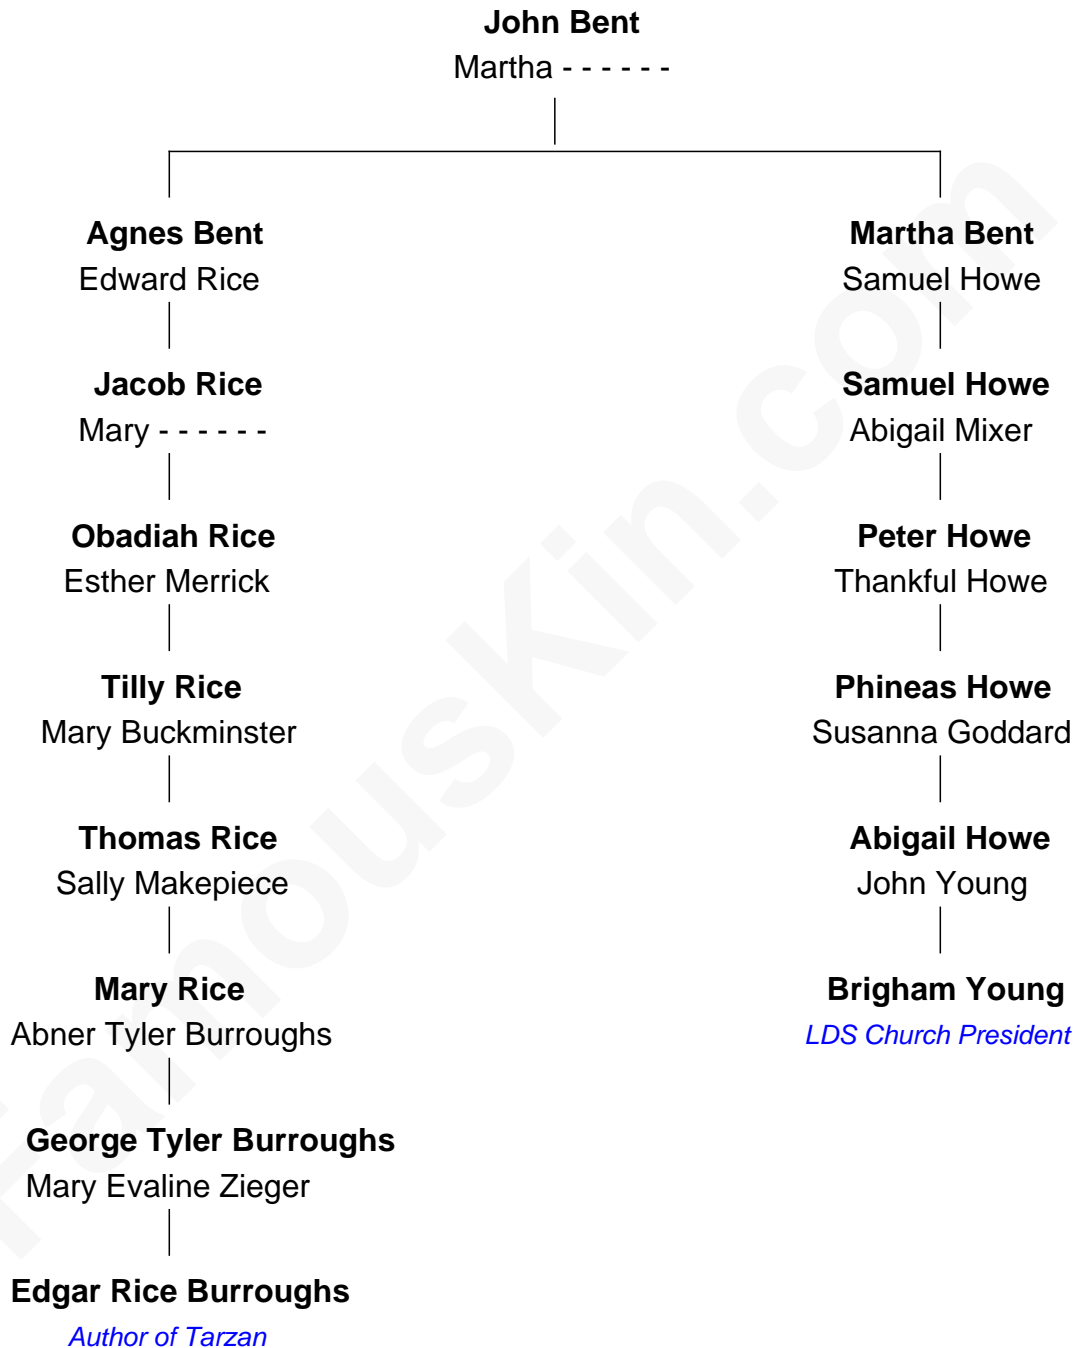 John Bent
Martha - - - - - -
Agnes Bent
Edward Rice
Martha Bent
Samuel Howe
Jacob Rice
Mary - - - - - -
Samuel Howe
Abigail Mixer
Obadiah Rice
Esther Merrick
Peter Howe
Thankful Howe
Tilly Rice
Mary Buckminster
Phineas Howe
Susanna Goddard
Thomas Rice
Sally Makepiece
Abigail Howe
John Young
Mary Rice
Abner Tyler Burroughs
Brigham Young
LDS Church President
George Tyler Burroughs
Mary Evaline Zieger
Edgar Rice Burroughs
Author of Tarzan
FamousKin.com